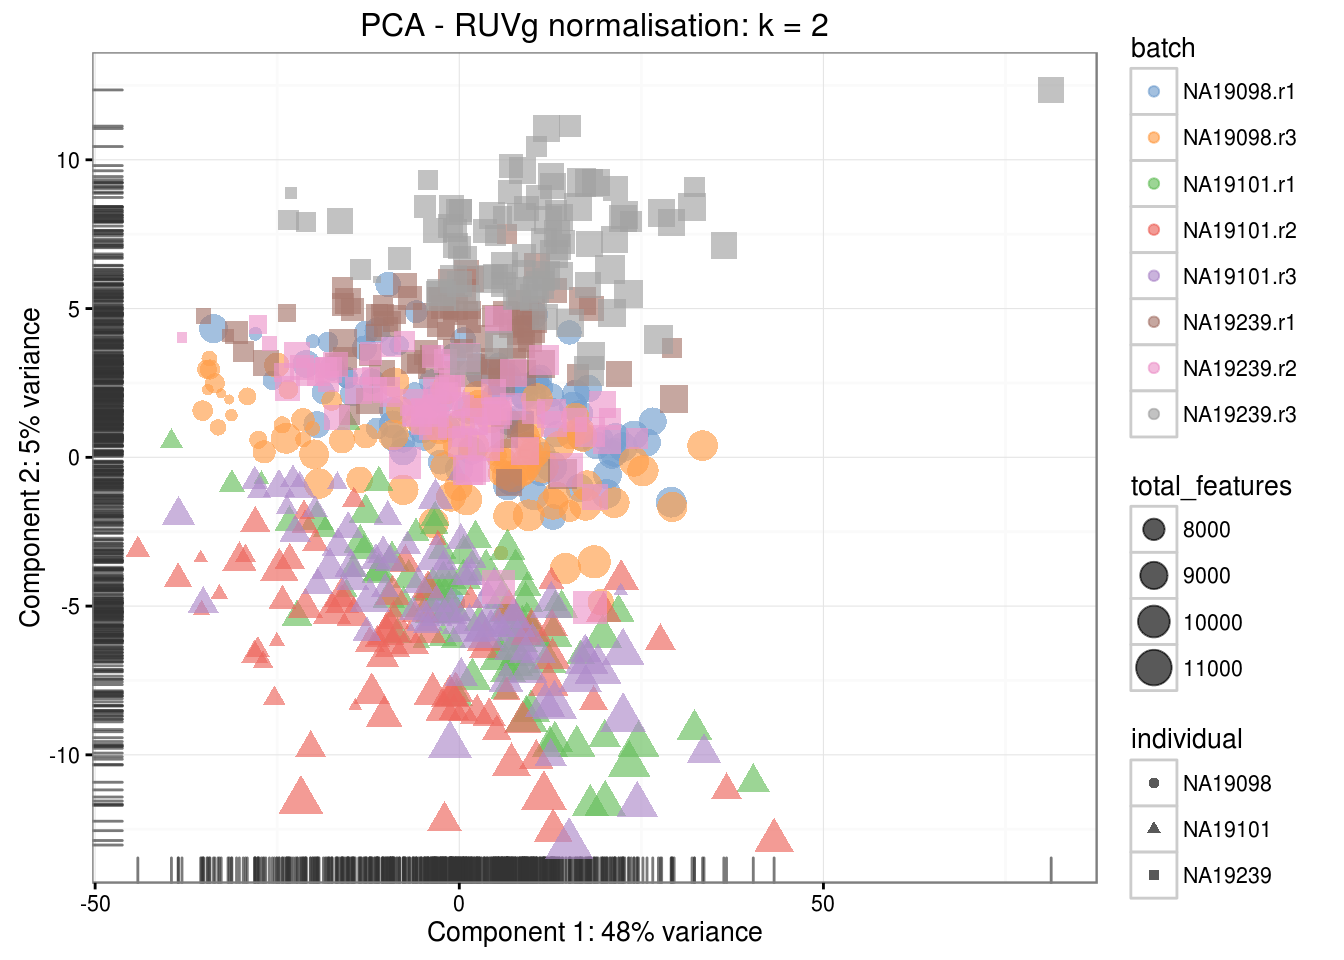 PCA - RUVg normalisation: k = 2
batch
NA19098.r1
NA19098.r3
NA19101.r1
NA19101.r2
NA19101.r3
NA19239.r1
NA19239.r2
NA19239.r3
total_features
8000
9000
10000
11000
individual
NA19098
NA19101
NA19239
Component 2: 5% variance
10
5
0
-5
-10
-50
0
50
Component 1: 48% variance